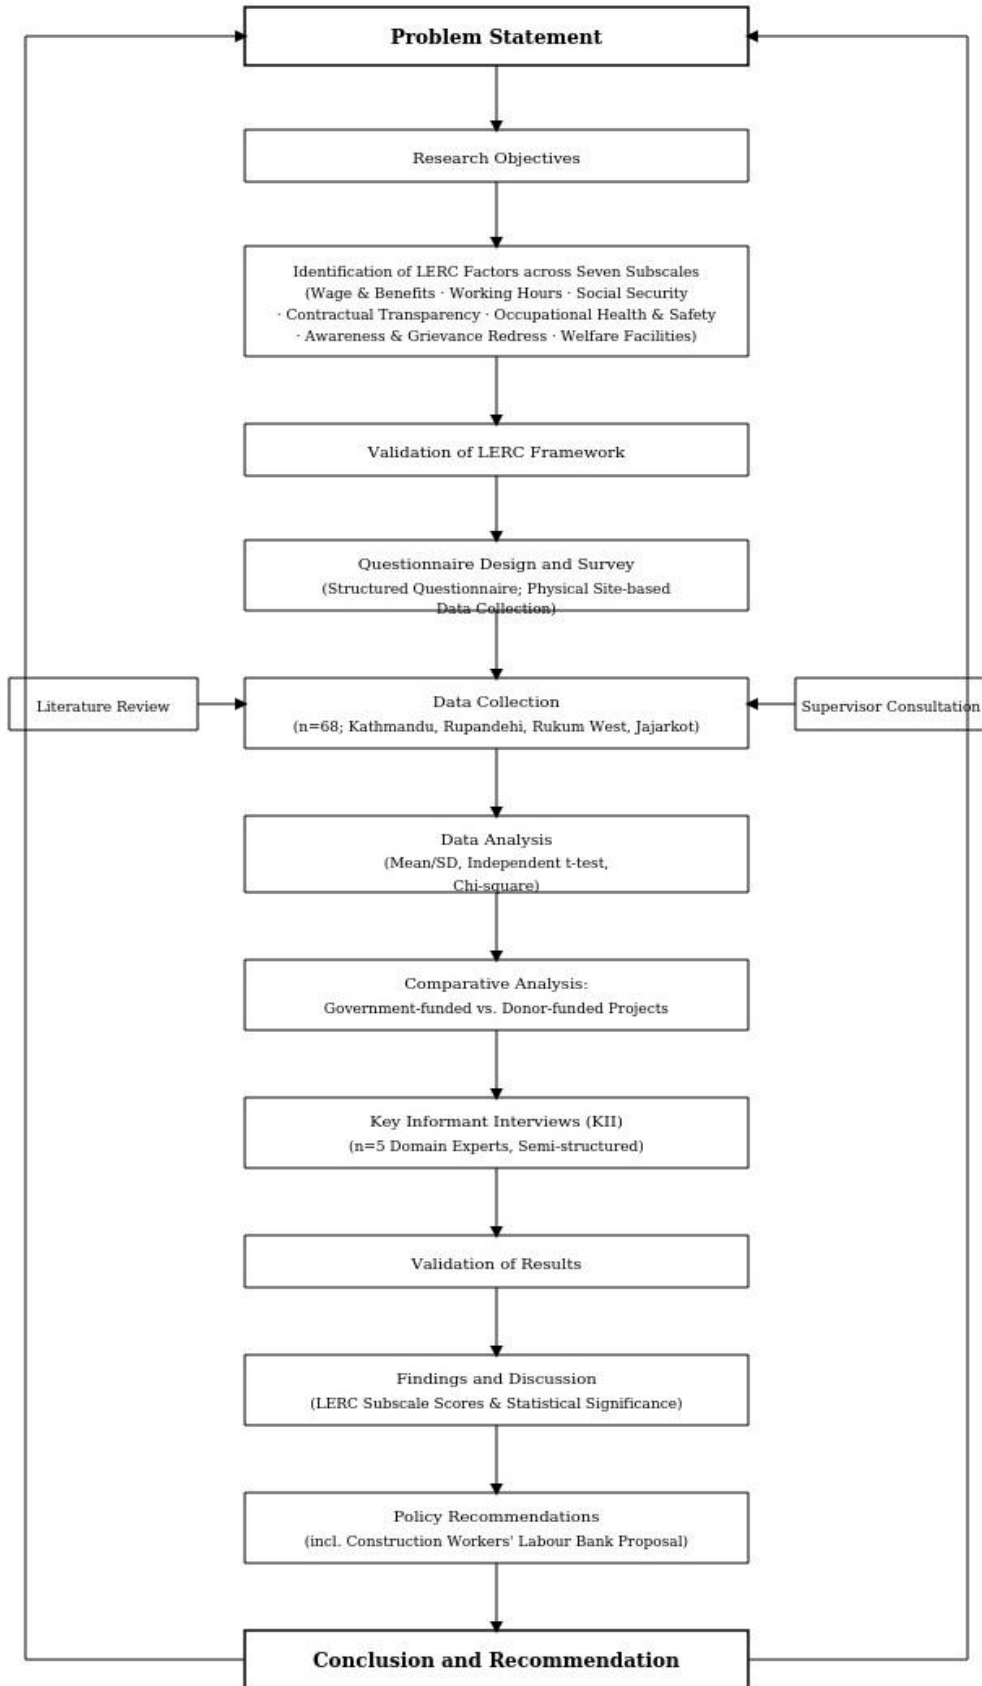 Problem Statement
Research Objectives
Identification of LERC Factors across Seven Subscales
(Wage & Benefits · Working Hours · Social Security
· Contractual Transparency · Occupational Health & Safety
· Awareness & Grievance Redress · Welfare Facilities)
Validation of LERC Framework
Questionnaire Design and Survey
(Structured Questionnaire; Physical Site-based
Data Collection)
Literature Review
Data Collection
(n=68; Kathmandu, Rupandehi, Rukum West, Jajarkot)
Supervisor Consultation
Data Analysis
(Mean/SD, Independent t-test,
Chi-square)
Comparative Analysis:
Government-funded vs. Donor-funded Projects
Key Informant Interviews (KII)
(n=5 Domain Experts, Semi-structured)
Validation of Results
Findings and Discussion
(LERC Subscale Scores & Statistical Significance)
Policy Recommendations
(incl. Construction Workers' Labour Bank Proposal)
Conclusion and Recommendation